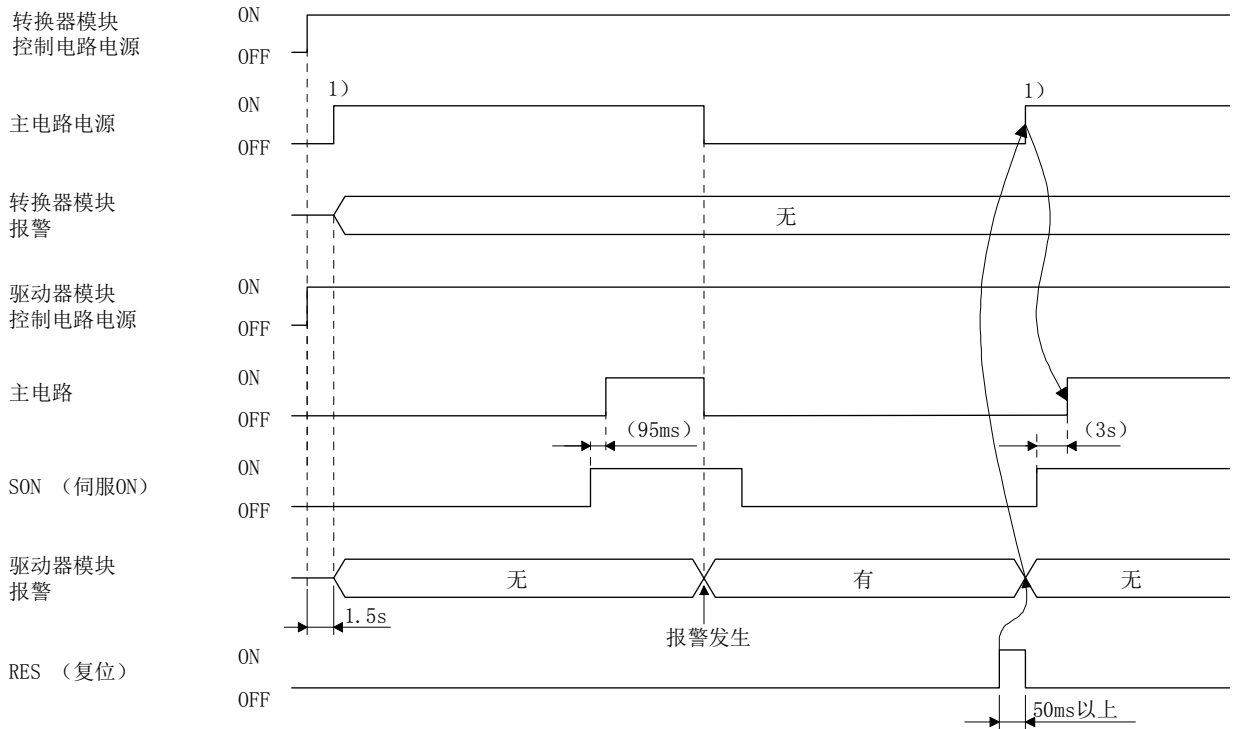 转换器模块
控制电路电源
ON
OFF
1)
1)
主电路电源
ON
OFF
转换器模块
报警
无
驱动器模块
控制电路电源
ON
OFF
主电路
ON
OFF
(95ms)
(3s)
SON (伺服ON)
ON
OFF
驱动器模块
报警
无
有
无
1.5s
报警发生
RES (复位)
ON
OFF
50ms以上